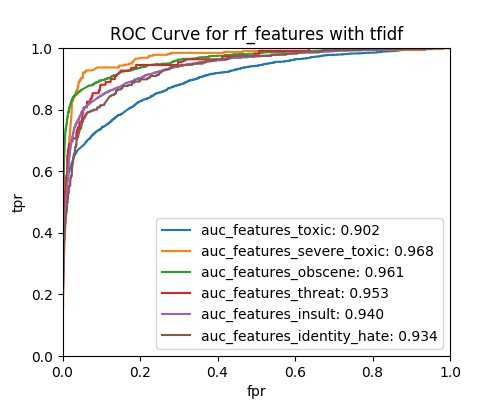 ROC Curve for rf_features with tfidf
1.0
0.8
0.6
0.4
0.2
0.0
tpr
auc_features_toxic: 0.902
auc_features_severe_toxic: 0.968
auc_features_obscene: 0.961
auc_features_threat: 0.953
auc_features_insult: 0.940
auc_features_identity_hate: 0.934
0.0 0.2 0.4 0.6 0.8 1.0
fpr